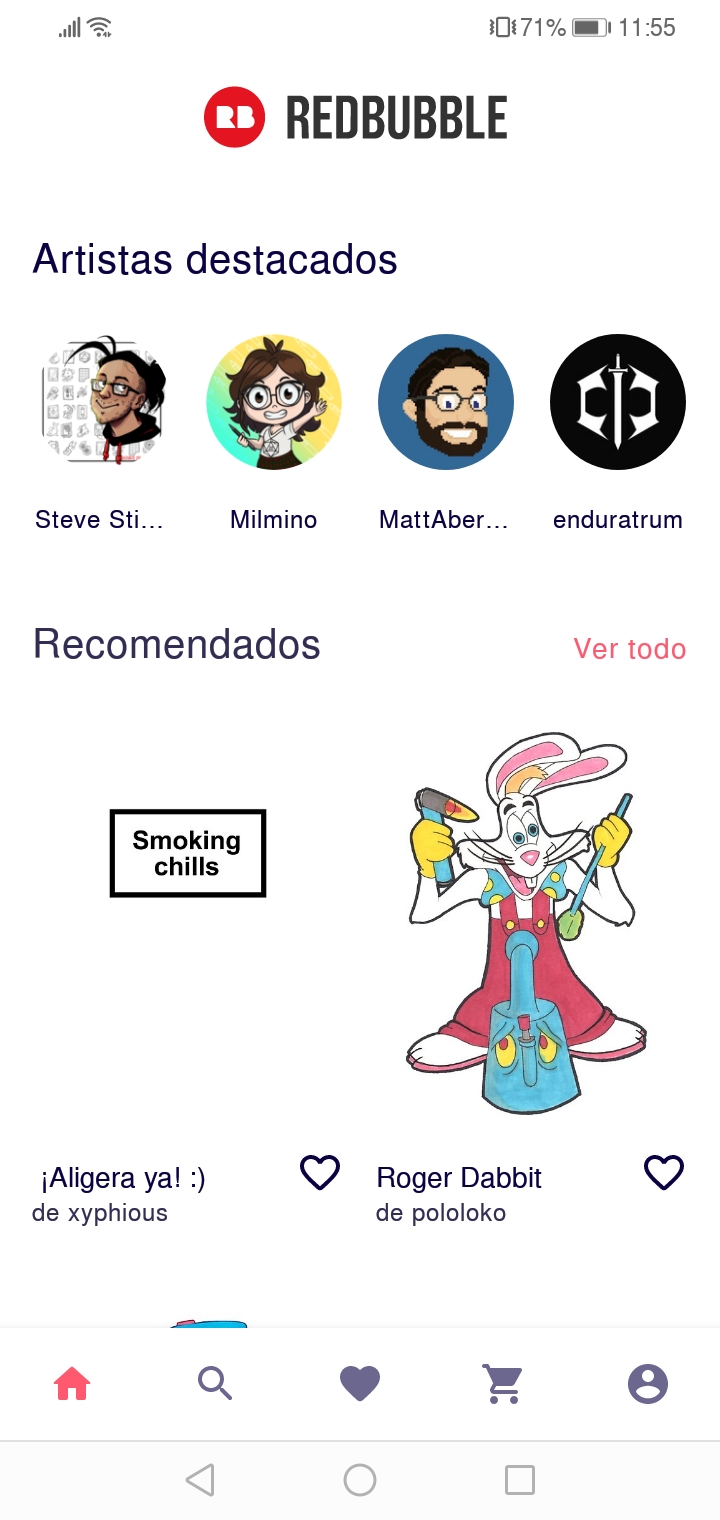 71% 11:55
RB REDBUBBLE
Artistas destacados
Steve Sti... Milmino MattAber... enduratrum
Recomendados Ver todo
Smoking
chills
¡Aligera ya! :) Roger Dabbit
de xyphious de pololoko